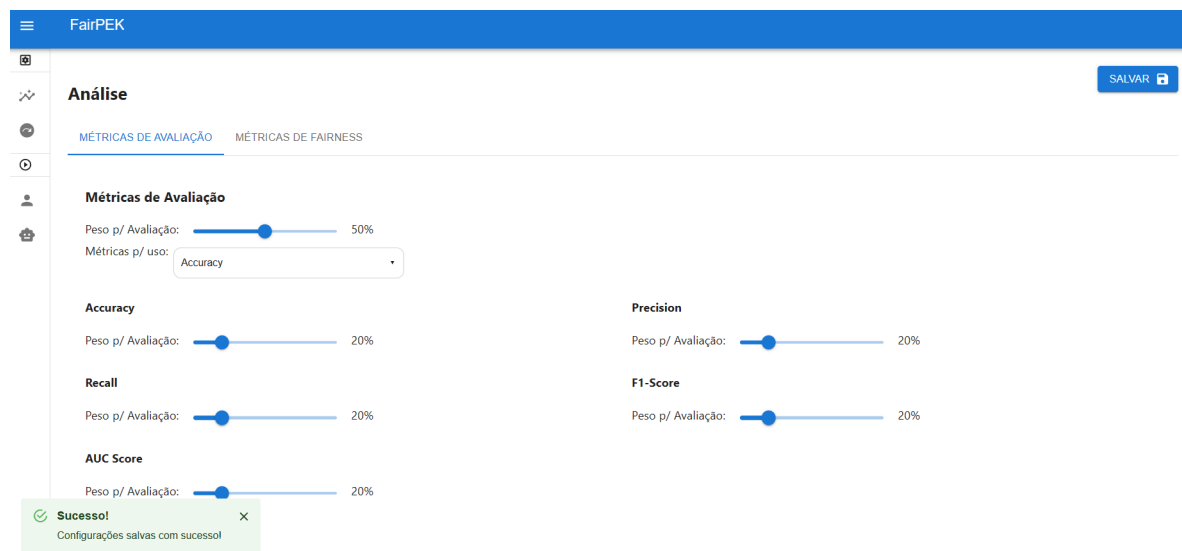 FairPEK
SALVAR
Análise
MÉTRICAS DE AVALIAÇÃO MÉTRICAS DE FAIRNESS
Métricas de Avaliação
Peso p/ Avaliação: 50%
Métricas p/ uso: Accuracy
Accuracy Precision
Peso p/ Avaliação: 20% Peso p/ Avaliação: 20%
Recall F1-Score
Peso p/ Avaliação: 20% Peso p/ Avaliação: 20%
AUC Score
Peso p/ Avaliação: 20%
Sucesso!
Configurações salvas com sucesso!